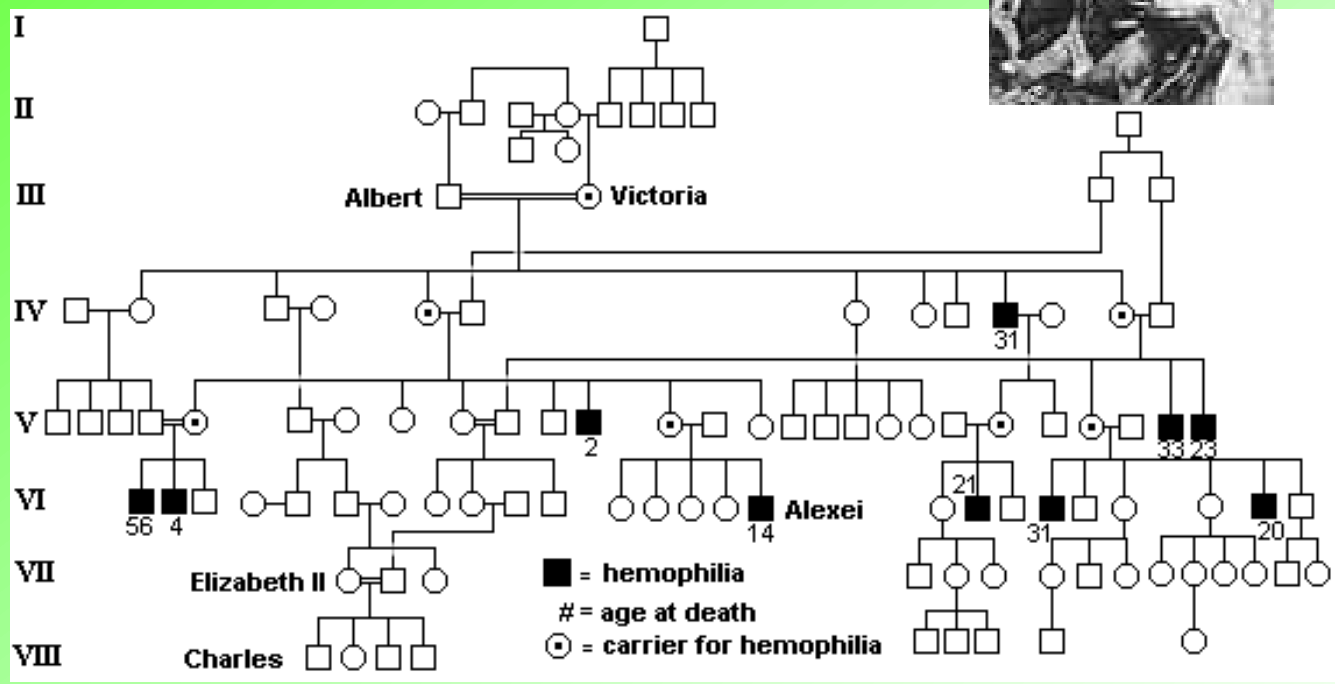 I
II
III
Albert
Victoria
IV
31
V
2
33 23
VI
56 4
14
Alexei
21
31
20
VII
Elizabeth II
= hemophilia
# = age at death
= carrier for hemophilia
VIII
Charles